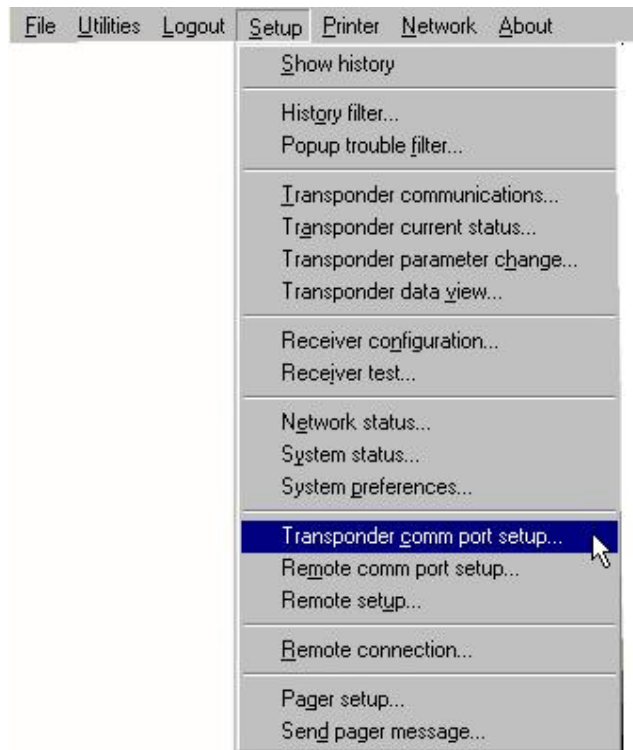 File Utilities Logout Setup Printer Network About
Show history
History filter...
Popup trouble filter...
Transponder communications...
Transponder current status...
Transponder parameter change...
Transponder data view...
Receiver configuration...
Receiver test...
Network status...
System status...
System preferences...
Transponder comm port setup...
Remote comm port setup...
Remote setup...
Remote connection...
Pager setup...
Send pager message...